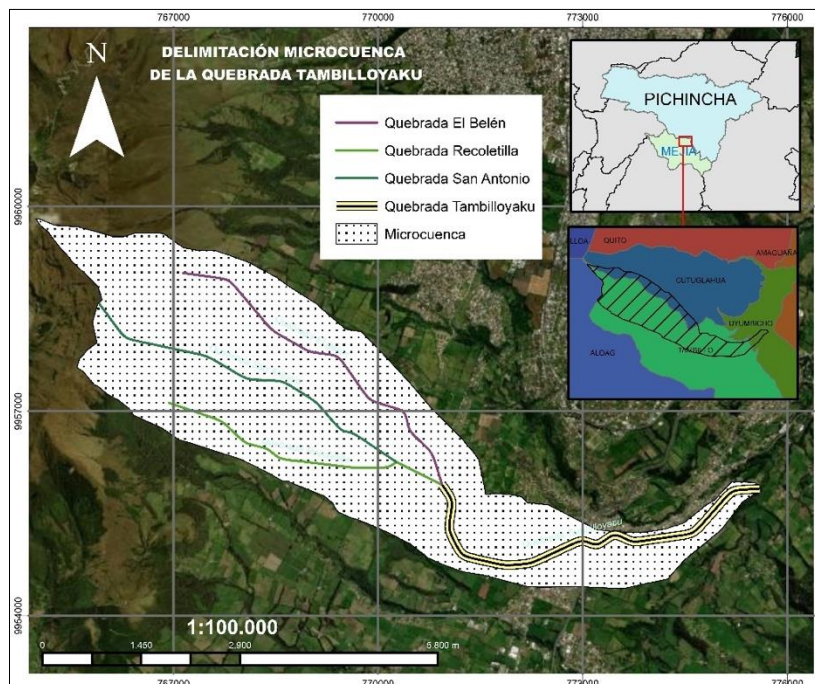 767000
770000
773000
776000
N
DELIMITACIÓN MICROCUENCA
DE LA QUEBRADA TAMBILLOYAKU
Quebrada El Belén
Quebrada Recoletilla
Quebrada San Antonio
Quebrada Tambilloyaku
Microcuenca
PICHINCHA
MEJIA
LLOA
QUITO
AMAGUAÑA
CUTUGLAHUA
UYUMBICHO
ALOAG
9960000
9957000
9954000
1:100.000
0
1.450
2.900
5.800 m
767000
770000
773000
776000